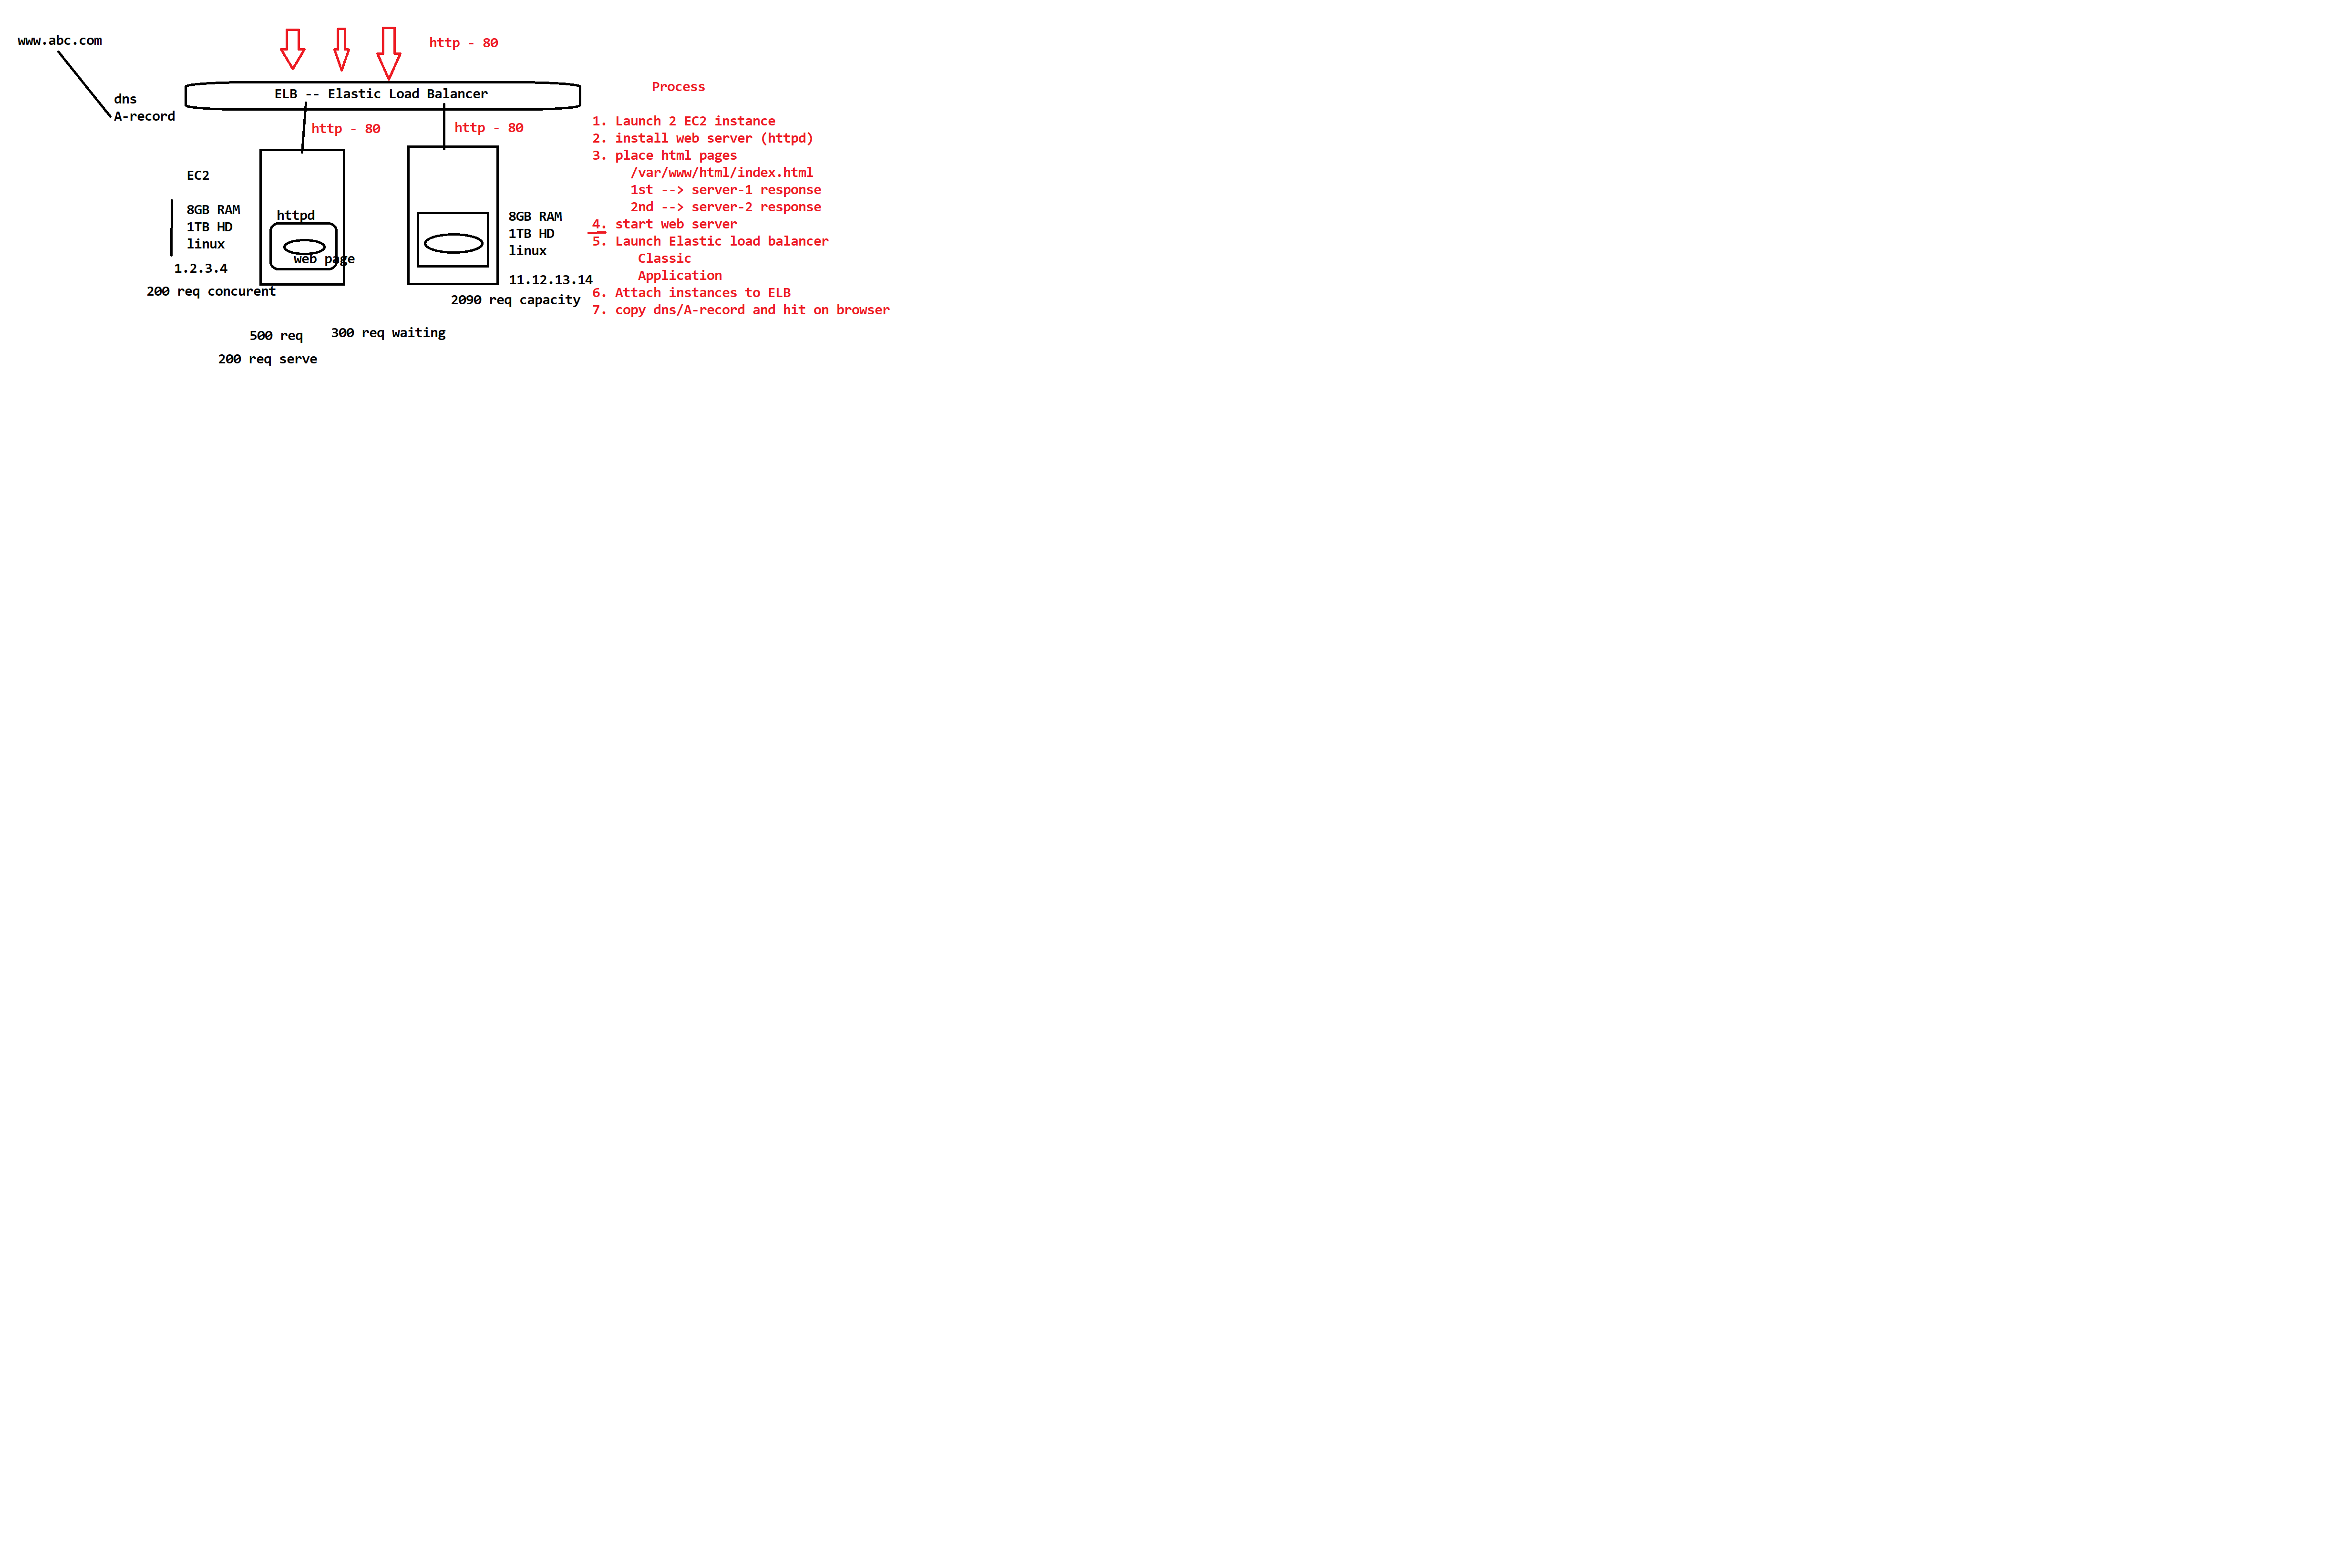 www.abc.com
dns
A-record
http - 80
ELB -- Elastic Load Balancer
http - 80
http - 80
EC2
8GB RAM
1TB HD
linux
1.2.3.4
200 req concurent
httpd
web page
8GB RAM
1TB HD
linux
11.12.13.14
2090 req capacity
500 req
300 req waiting
200 req serve
Process
1. Launch 2 EC2 instance
2. install web server (httpd)
3. place html pages
/var/www/html/index.html
1st --> server-1 response
2nd --> server-2 response
4. start web server
5. Launch Elastic load balancer
Classic
Application
6. Attach instances to ELB
7. copy dns/A-record and hit on browser